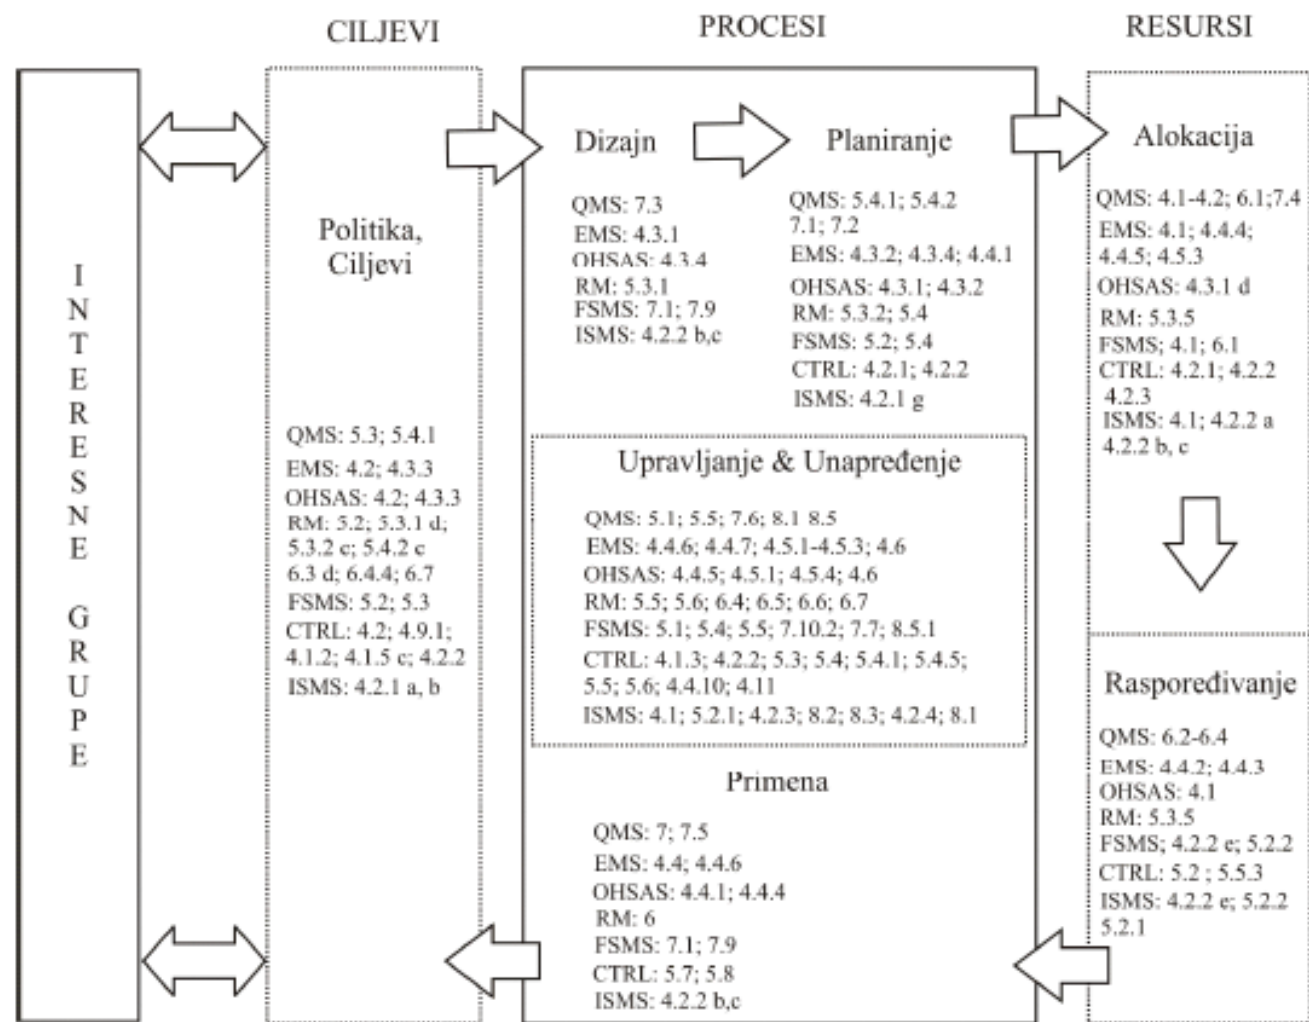 CILJEVI
PROCESI
RESURSI
INTERESNE GRUPE
Politika,
Ciljevi
QMS: 5.3; 5.4.1
EMS: 4.2; 4.3.3
OHSAS: 4.2; 4.3.3
RM: 5.2; 5.3.1 d;
5.3.2 c; 5.4.2 c
6.3 d; 6.4.4; 6.7
FSMS: 5.2; 5.3
CTRL: 4.2; 4.9.1;
4.1.2; 4.1.5 c; 4.2.2
ISMS: 4.2.1 a, b
Dizajn
QMS: 7.3
EMS: 4.3.1
OHSAS: 4.3.4
RM: 5.3.1
FSMS: 7.1; 7.9
ISMS: 4.2.2 b,c
Planiranje
QMS: 5.4.1; 5.4.2
7.1; 7.2
EMS: 4.3.2; 4.3.4; 4.4.1
OHSAS: 4.3.1; 4.3.2
RM: 5.3.2; 5.4
FSMS: 5.2; 5.4
CTRL: 4.2.1; 4.2.2
ISMS: 4.2.1 g
Upravljanje & Unapređenje
QMS: 5.1; 5.5; 7.6; 8.1 8.5
EMS: 4.4.6; 4.4.7; 4.5.1-4.5.3; 4.6
OHSAS: 4.4.5; 4.5.1; 4.5.4; 4.6
RM: 5.5; 5.6; 6.4; 6.5; 6.6; 6.7
FSMS: 5.1; 5.4; 5.5; 7.10.2; 7.7; 8.5.1
CTRL: 4.1.3; 4.2.2; 5.3; 5.4; 5.4.1; 5.4.5;
5.5; 5.6; 4.4.10; 4.11
ISMS: 4.1; 5.2.1; 4.2.3; 8.2; 8.3; 4.2.4; 8.1
Primena
QMS: 7; 7.5
EMS: 4.4; 4.4.6
OHSAS: 4.4.1; 4.4.4
RM: 6
FSMS: 7.1; 7.9
CTRL: 5.7; 5.8
ISMS: 4.2.2 b,c
Alokacija
QMS: 4.1-4.2; 6.1;7.4
EMS: 4.1; 4.4.4;
4.4.5; 4.5.3
OHSAS: 4.3.1 d
RM: 5.3.5
FSMS; 4.1; 6.1
CTRL: 4.2.1; 4.2.2
4.2.3
ISMS: 4.1; 4.2.2 a
4.2.2 b, c
Raspoređivanje
QMS: 6.2-6.4
EMS: 4.4.2; 4.4.3
OHSAS: 4.1
RM: 5.3.5
FSMS; 4.2.2 e; 5.2.2
CTRL: 5.2 ; 5.5.3
ISMS: 4.2.2 e; 5.2.2
5.2.1